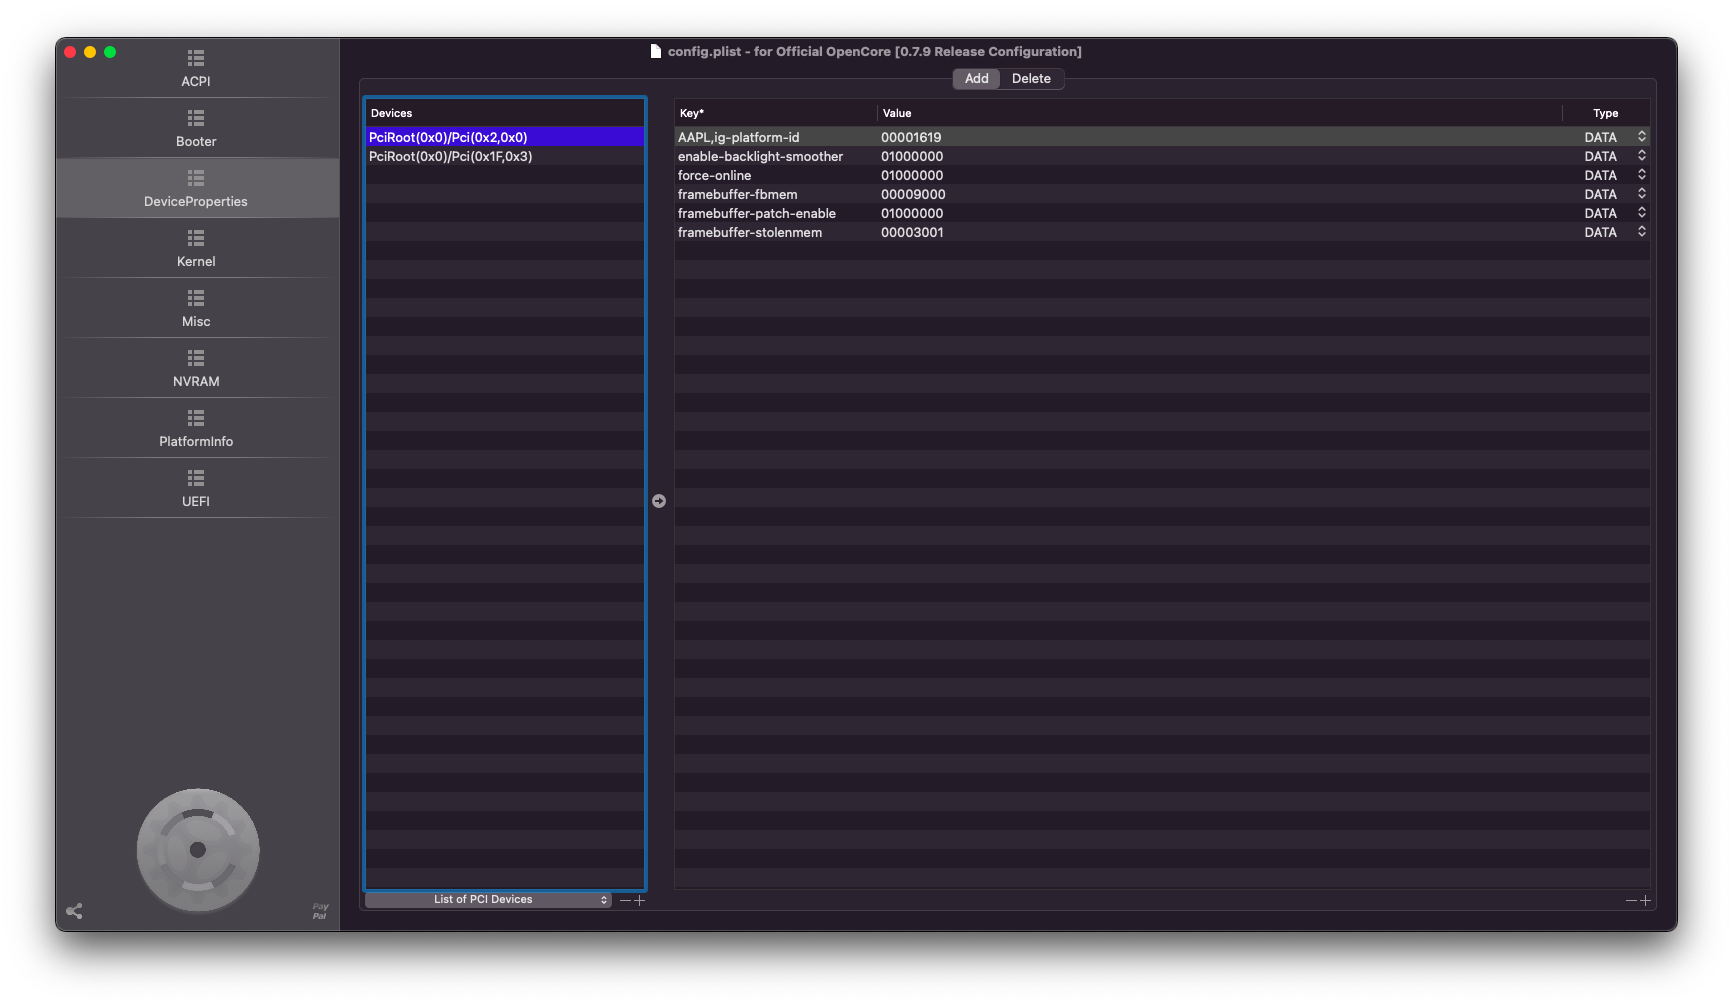 config.plist - for Official OpenCore [0.7.9 Release Configuration]
ACPI
Booter
DeviceProperties
Kernel
Misc
NVRAM
PlatformInfo
UEFI
Pay
Pal
Add Delete
Devices
PciRoot(0x0)/Pci(0x2,0x0)
PciRoot(0x0)/Pci(0x1F,0x3)
List of PCI Devices
Key* Value Type
AAPL,ig-platform-id 00001619 DATA
enable-backlight-smoother 01000000 DATA
force-online 01000000 DATA
framebuffer-fbmem 00009000 DATA
framebuffer-patch-enable 01000000 DATA
framebuffer-stolenmem 00003001 DATA